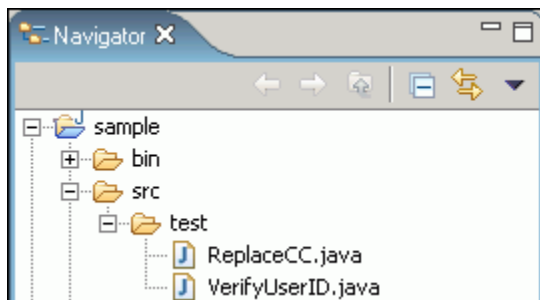 Navigator
sample
bin
src
test
ReplaceCC.java
VerifyUserID.java